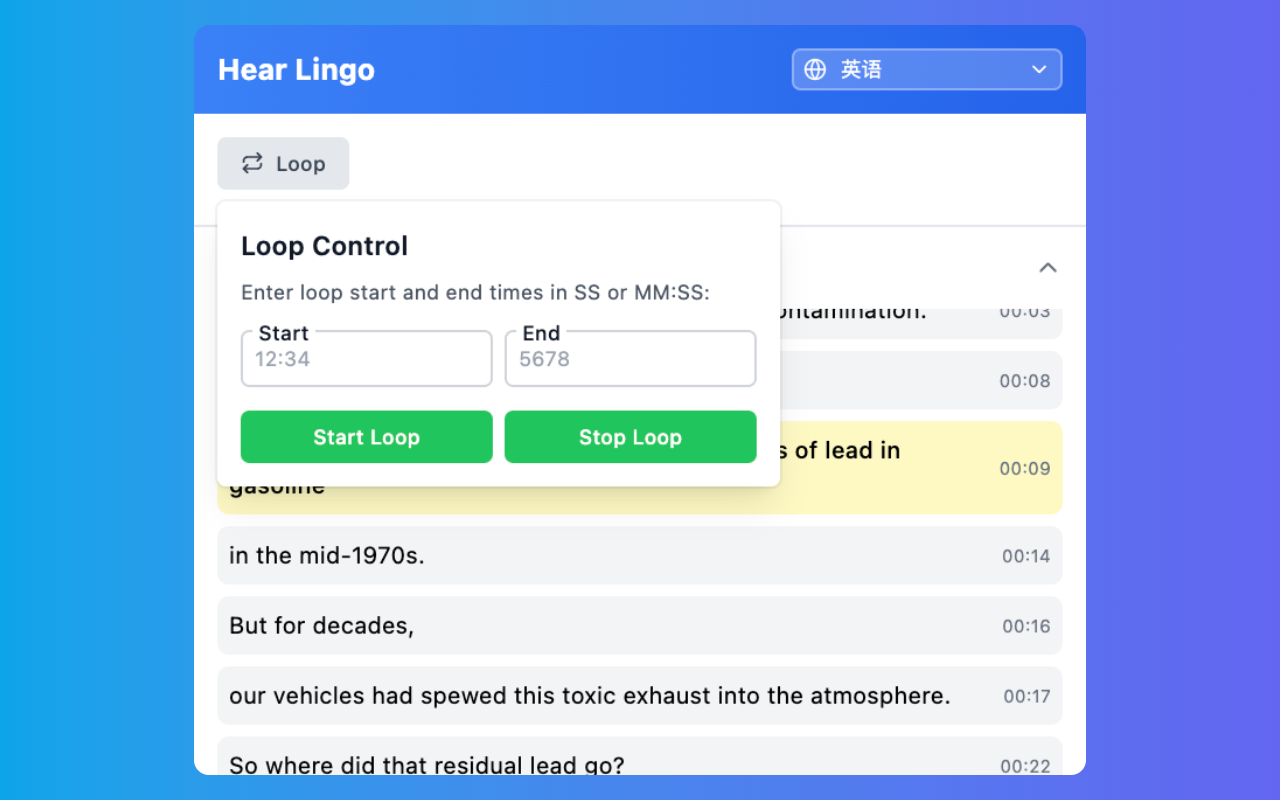 Hear Lingo
英语
Loop
Loop Control
Enter loop start and end times in SS or MM:SS:
Start
End
12:34
5678
Start Loop
Stop Loop
contamination.
00:03
00:08
of lead in
gasoline
00:09
in the mid-1970s.
00:14
But for decades,
00:16
our vehicles had spewed this toxic exhaust into the atmosphere.
00:17
So where did that residual lead go?
00:22